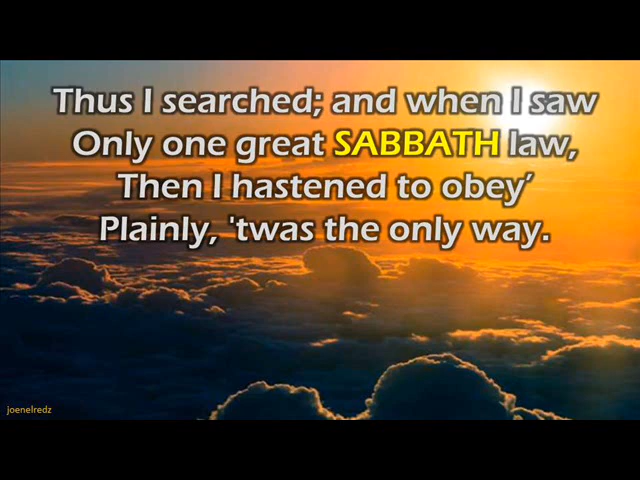 Thus I searched; and when I saw
Only one great SABBATH law,
Then I hastened to obey’
Plainly, 'twas the only way.
joenelredz